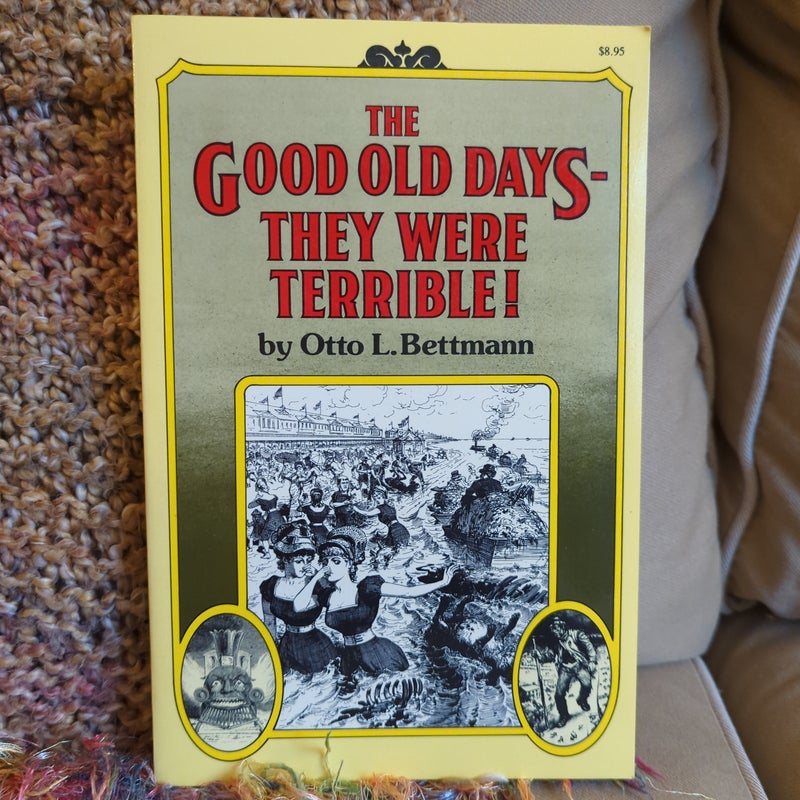 $8.95
THE
GOOD OLD DAYS-
THEY WERE
TERRIBLE!
by Otto L. Bettmann